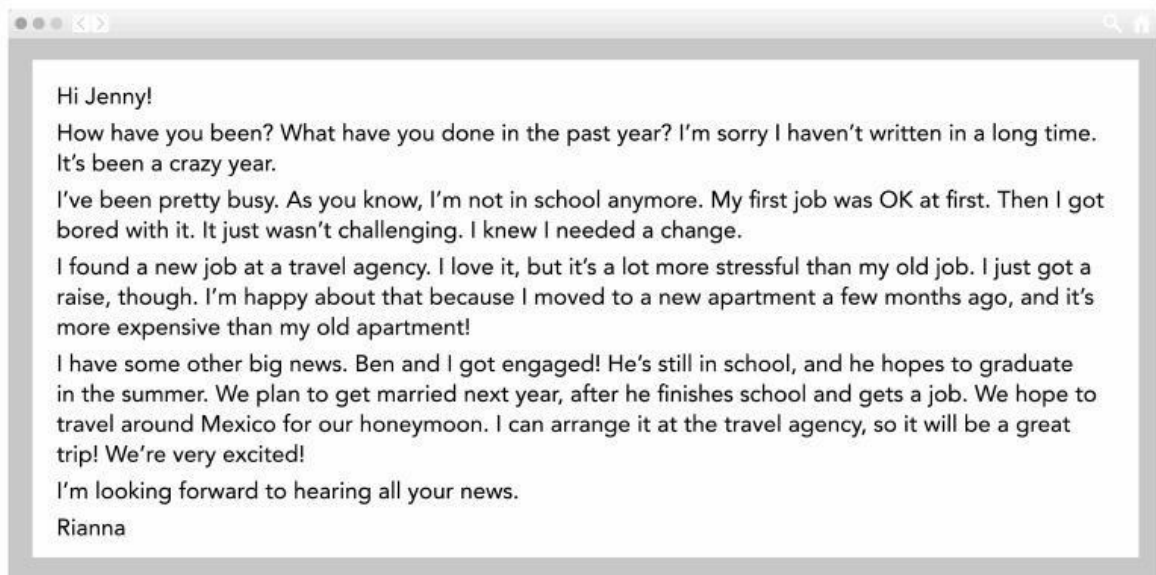 Hi Jenny!
How have you been? What have you done in the past year? I'm sorry I haven't written in a long time.
It's been a crazy year.
I've been pretty busy. As you know, I'm not in school anymore. My first job was OK at first. Then I got
bored with it. It just wasn't challenging. I knew I needed a change.
I found a new job at a travel agency. I love it, but it's a lot more stressful than my old job. I just got a
raise, though. I'm happy about that because I moved to a new apartment a few months ago, and it's
more expensive than my old apartment!
I have some other big news. Ben and I got engaged! He's still in school, and he hopes to graduate
in the summer. We plan to get married next year, after he finishes school and gets a job. We hope to
travel around Mexico for our honeymoon. I can arrange it at the travel agency, so it will be a great
trip! We're very excited!
I'm looking forward to hearing all your news.
Rianna